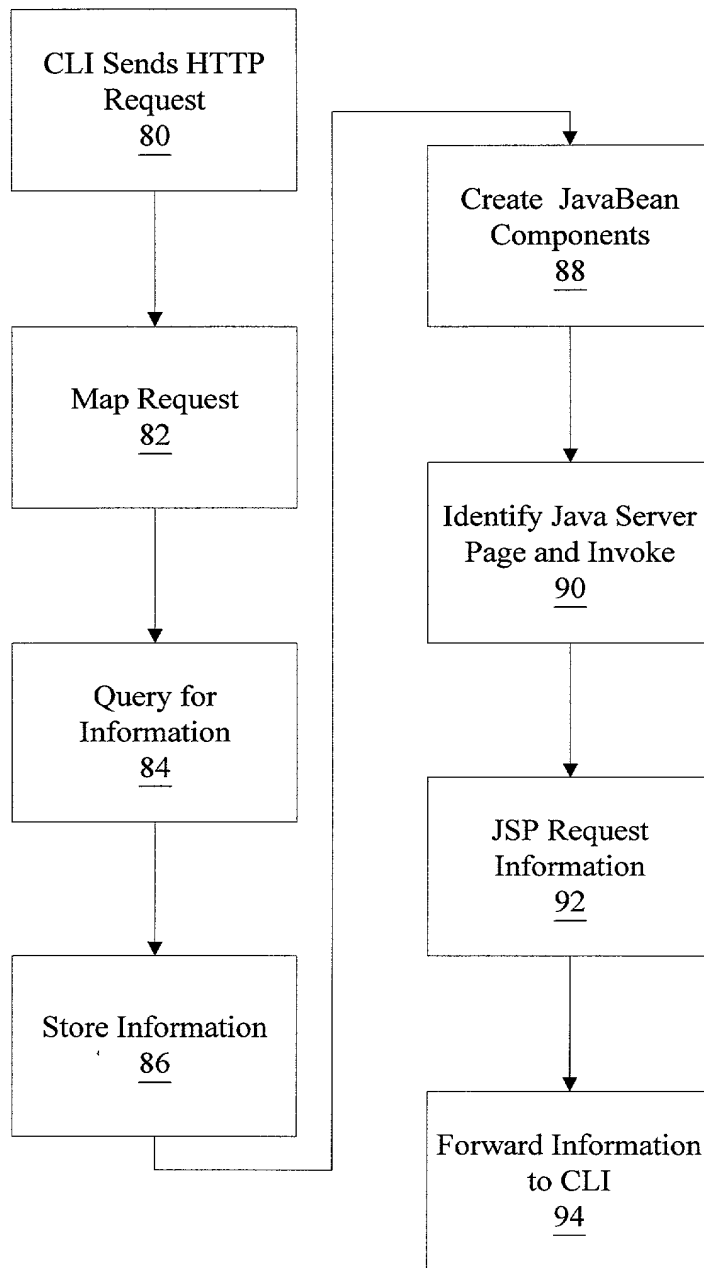 CLI Sends HTTP
Request
80
Map Request
82
Query for
Information
84
Store Information
86
Create JavaBean
Components
88
Identify Java Server
Page and Invoke
90
JSP Request
Information
92
Forward Information
to CLI
94